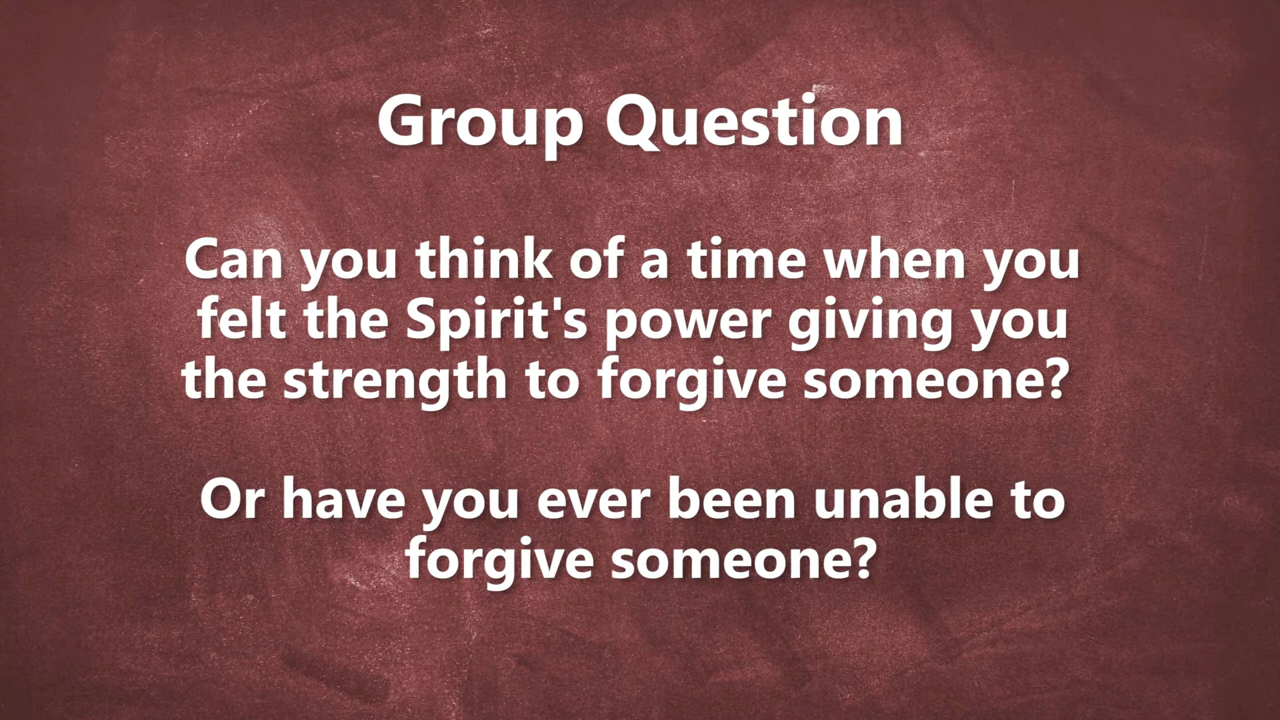 Group Question
Can you think of a time when you
felt the Spirit's power giving you
the strength to forgive someone?
Or have you ever been unable to
forgive someone?